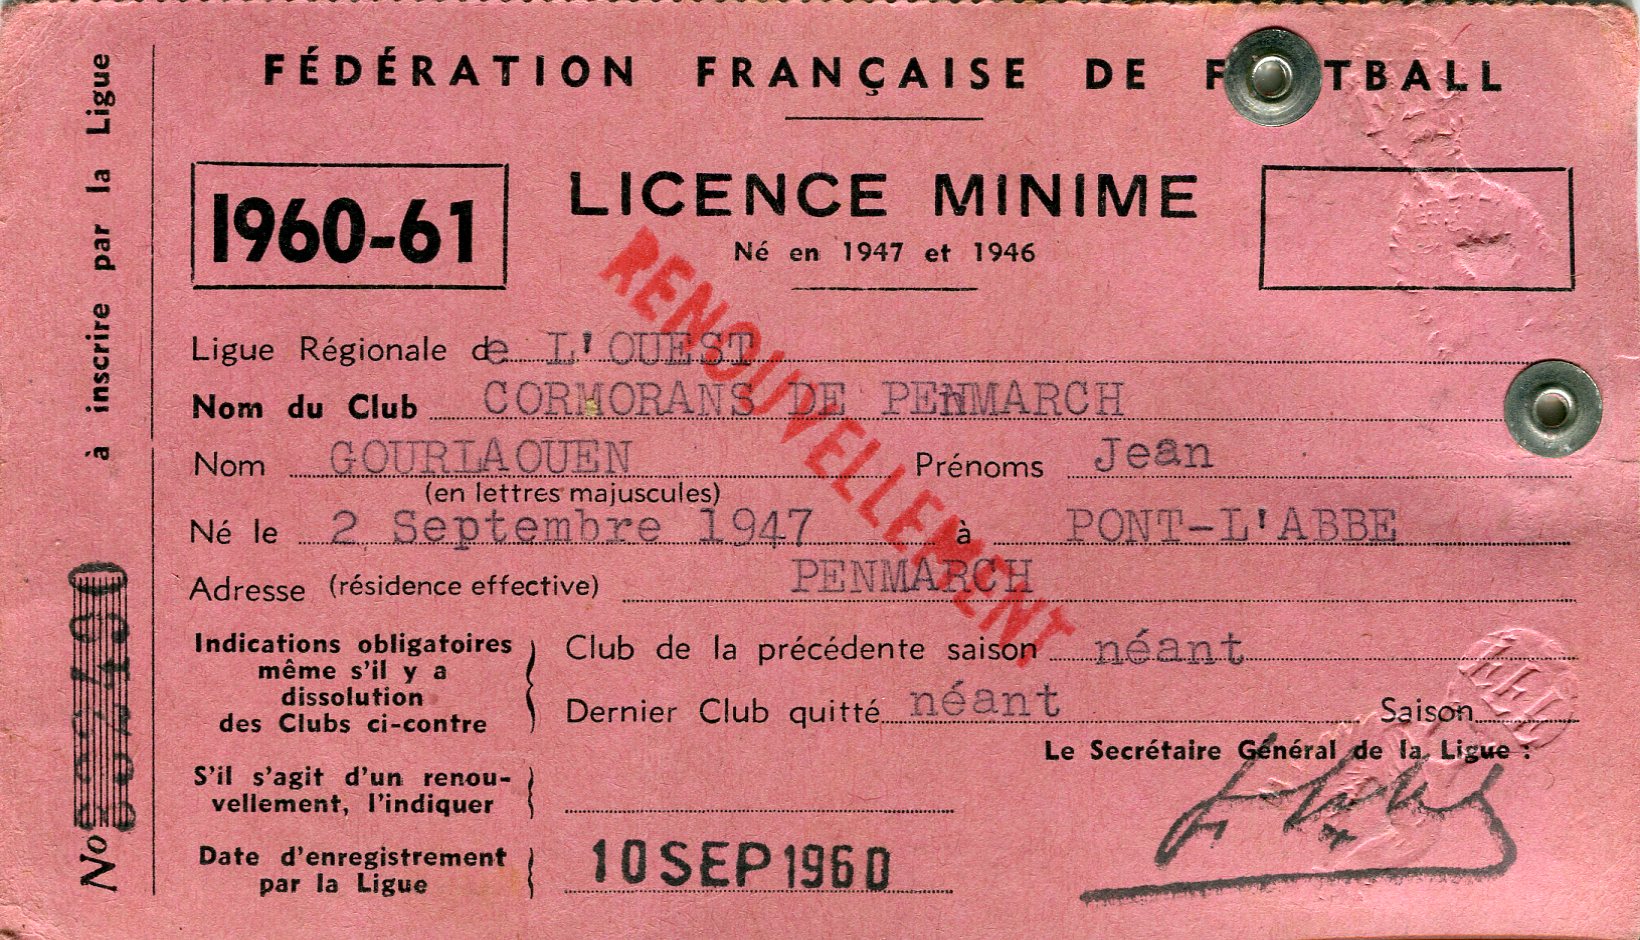 FÉDÉRATION FRANÇAISE DE F TBALL
1960-61
LICENCE MINIME
Né en 1947 et 1946
RENOUVELLEMENT
Ligue Régionale de L'OUEST
Nom du Club CORMORANS DE PENMARCH
Nom GOURLAOUEN Prénoms Jean
(en lettres majuscules)
Né le 2 Septembre 1947 à PONT-L'ABBE
Adresse (résidence effective) PENMARCH
Indications obligatoires
même s'il y a
dissolution
des Clubs ci-contre
Club de la précédente saison néant
Dernier Club quitté néant Saison
Le Secrétaire Général de la Ligue :
S'il s'agit d'un renou-
vellement, l'indiquer
Date d'enregistrement
par la Ligue
10 SEP 1960
à inscrire par la Ligue
No